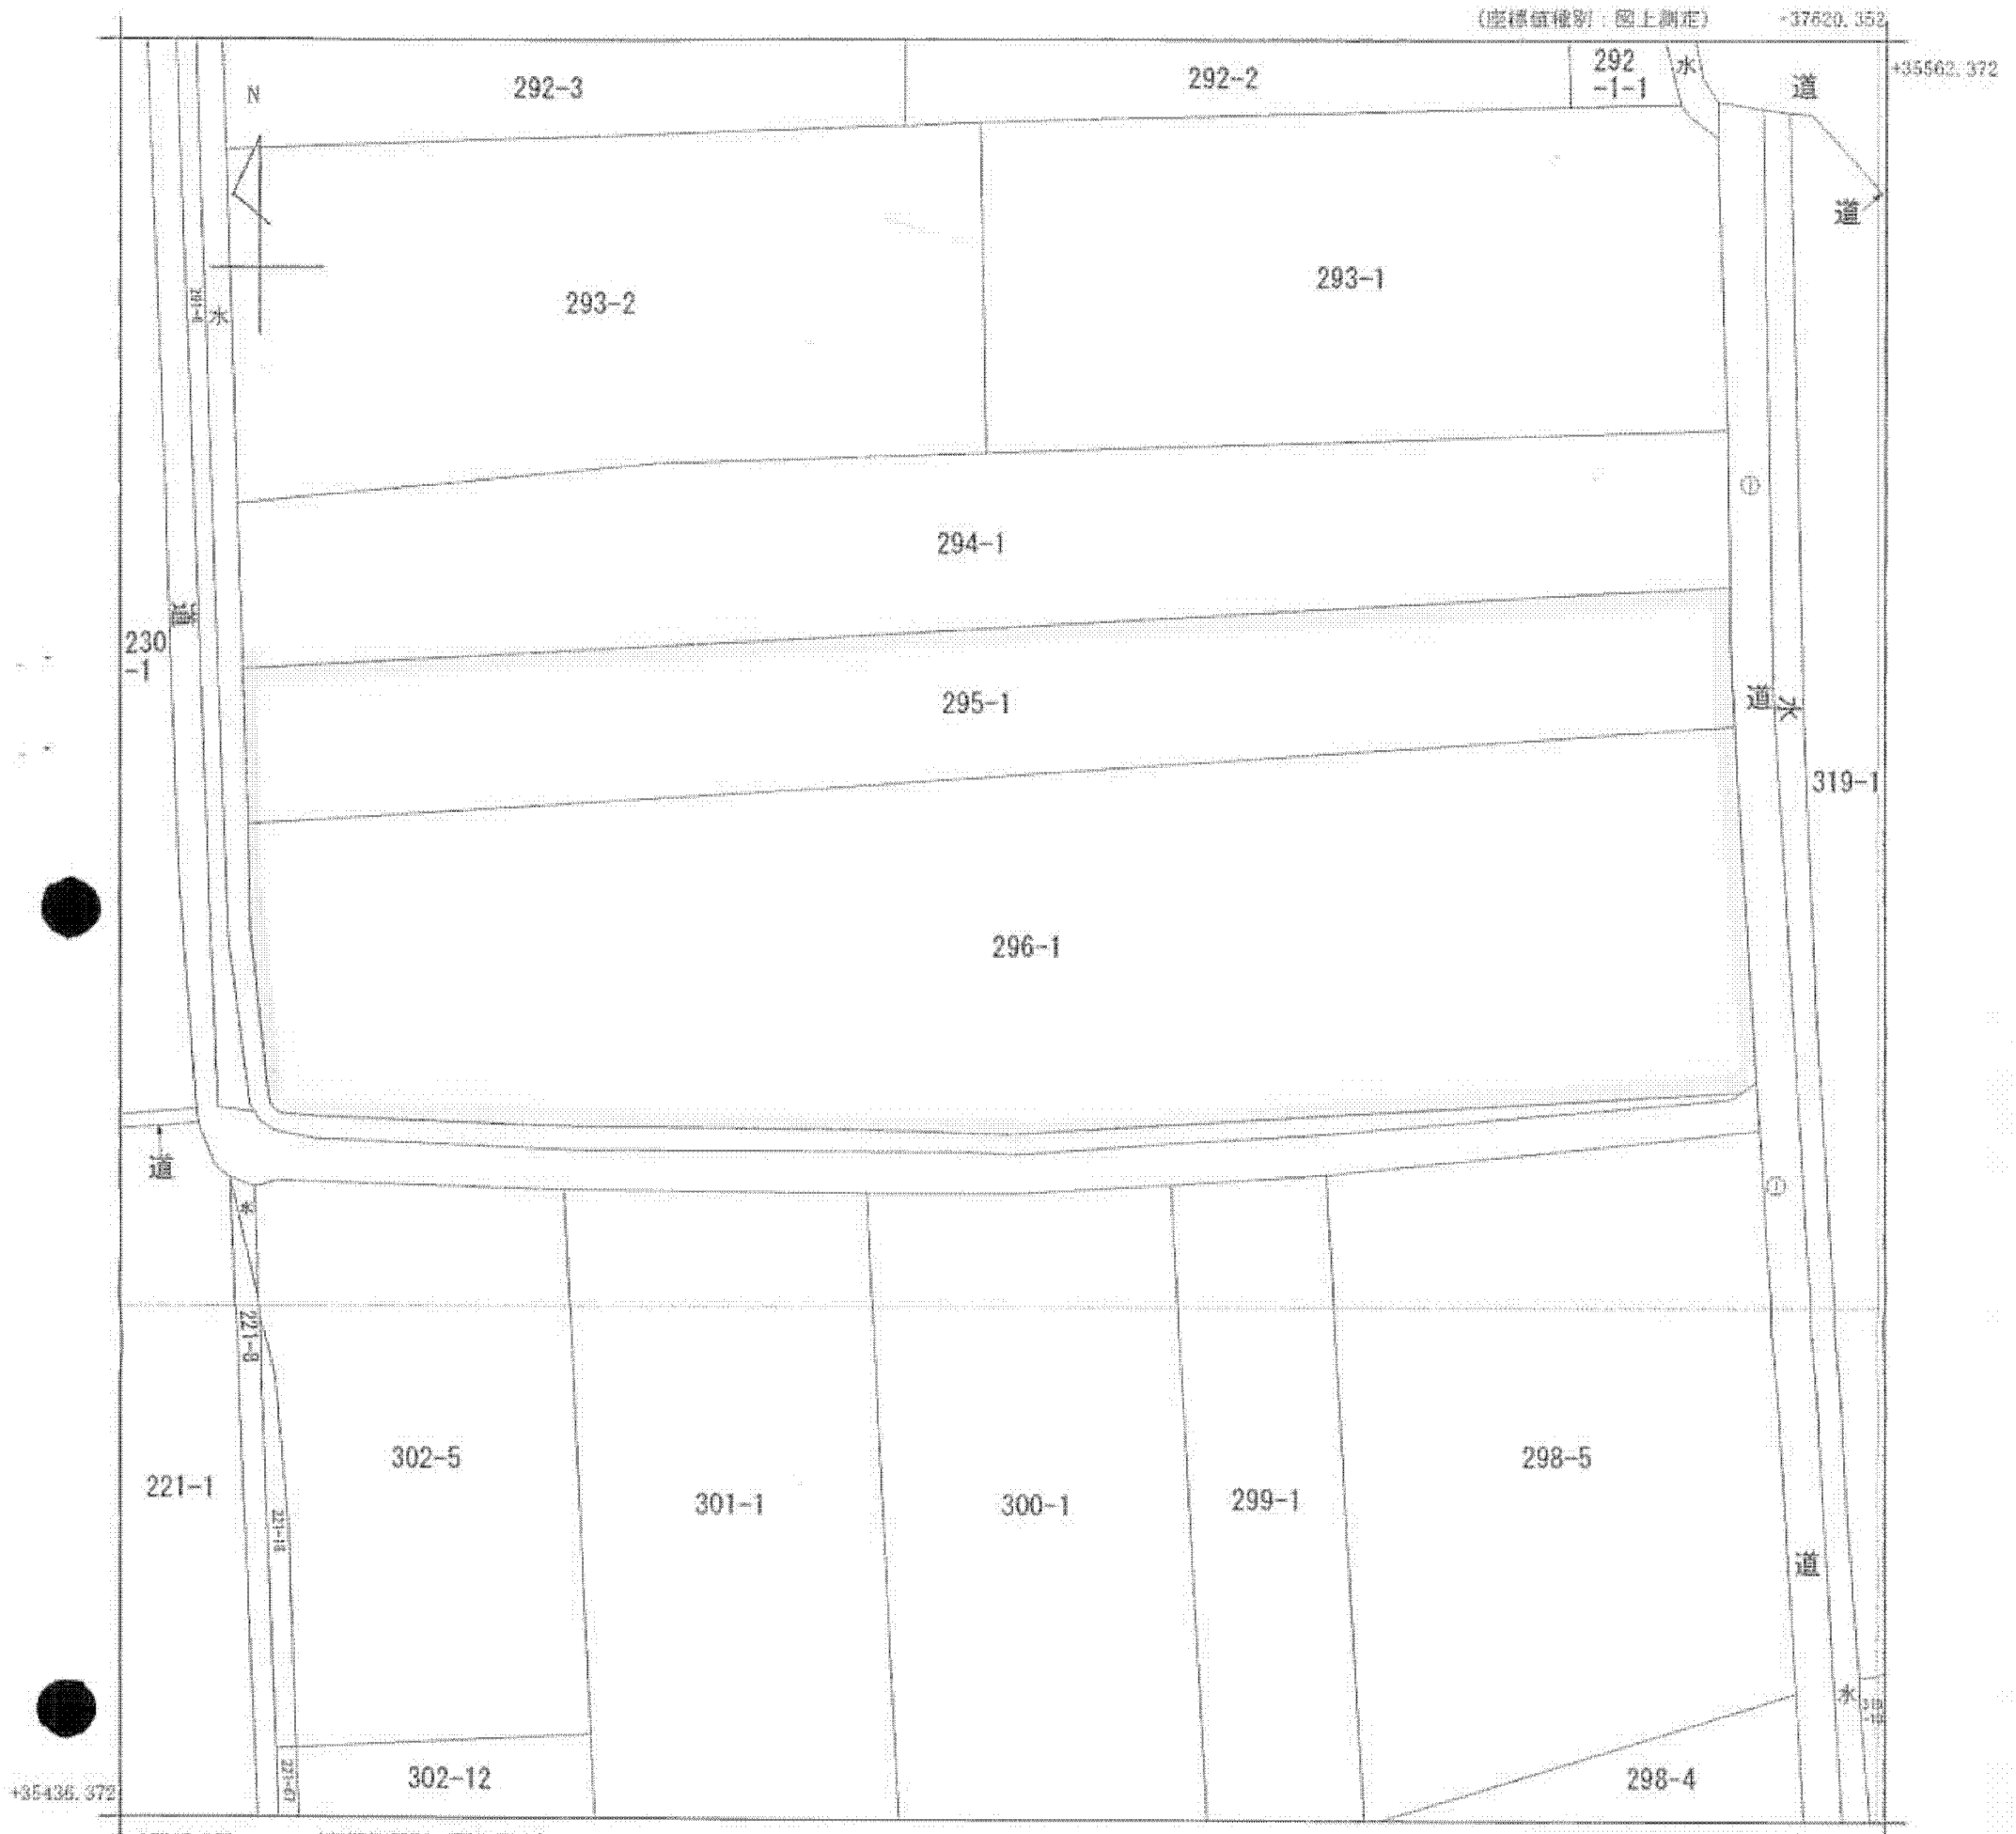 (座標値種別：図上測定)
-37620.352
+35562.372
N
292-3
292-2
292
-1-1
水
道
道
293-2
293-1
水
294-1
①
道
230
-1
295-1
道
水
319-1
296-1
道
①
水
221-8
302-5
298-5
221-1
301-1
300-1
299-1
道
水
302-12
298-4
+35436.372